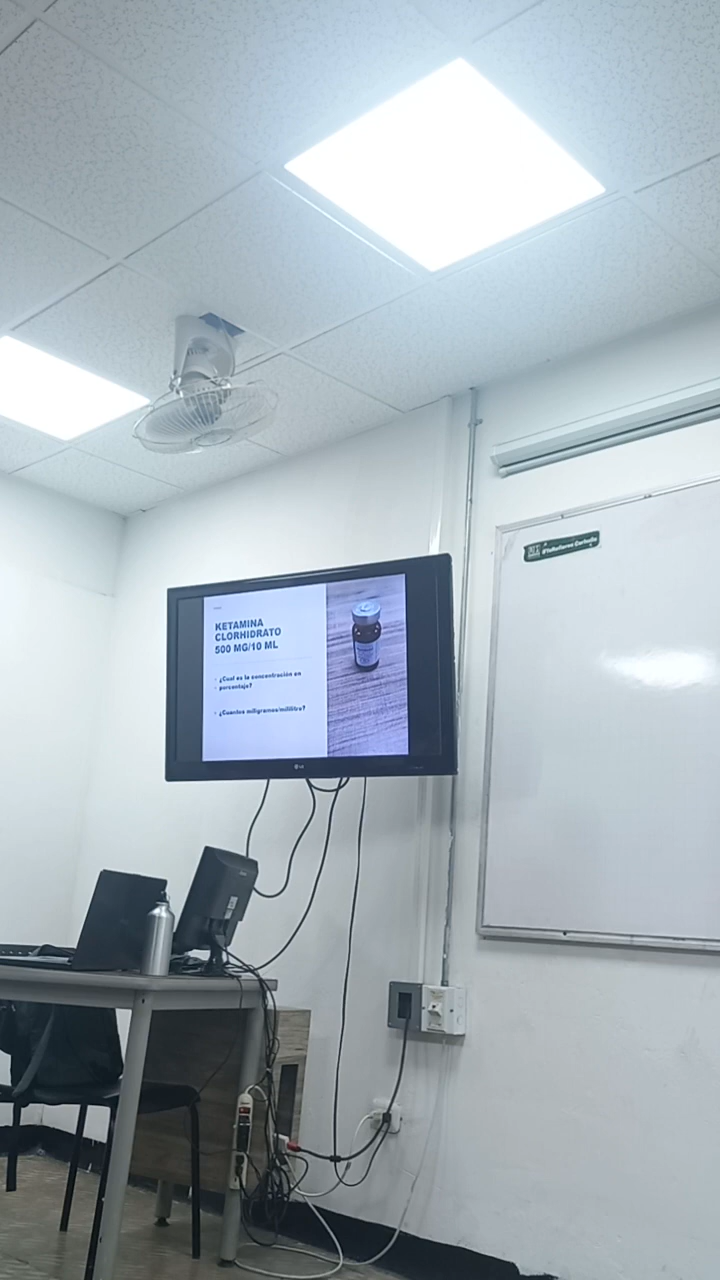 KETAMINA
CLORHIDRATO
500 MG/10 ML
¿Cual es la concentración en
porcentaje?
¿Cuantos miligramos/mililitro?
LG